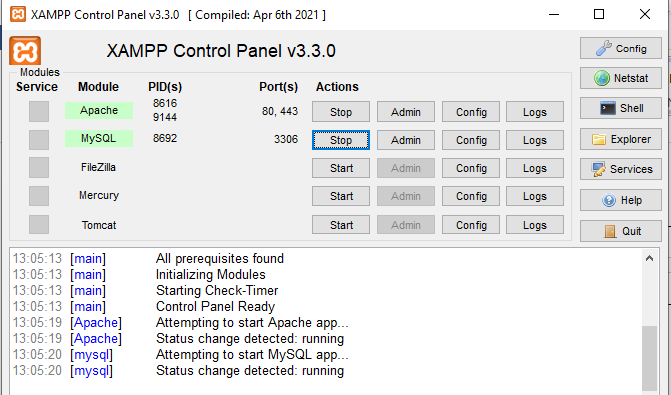 XAMPP Control Panel v3.3.0 [ Compiled: Apr 6th 2021 ]
XAMPP Control Panel v3.3.0
Config
Modules
Service Module PID(s) Port(s) Actions
Netstat
Apache 8616 9144 80, 443 Stop Admin Config Logs
Shell
MySQL 8692 3306 Stop Admin Config Logs
Explorer
FileZilla Start Admin Config Logs
Services
Mercury Start Admin Config Logs
Help
Tomcat Start Admin Config Logs
Quit
13:05:13 [main] All prerequisites found
13:05:13 [main] Initializing Modules
13:05:13 [main] Starting Check-Timer
13:05:13 [main] Control Panel Ready
13:05:19 [Apache] Attempting to start Apache app...
13:05:19 [Apache] Status change detected: running
13:05:20 [mysql] Attempting to start MySQL app...
13:05:20 [mysql] Status change detected: running